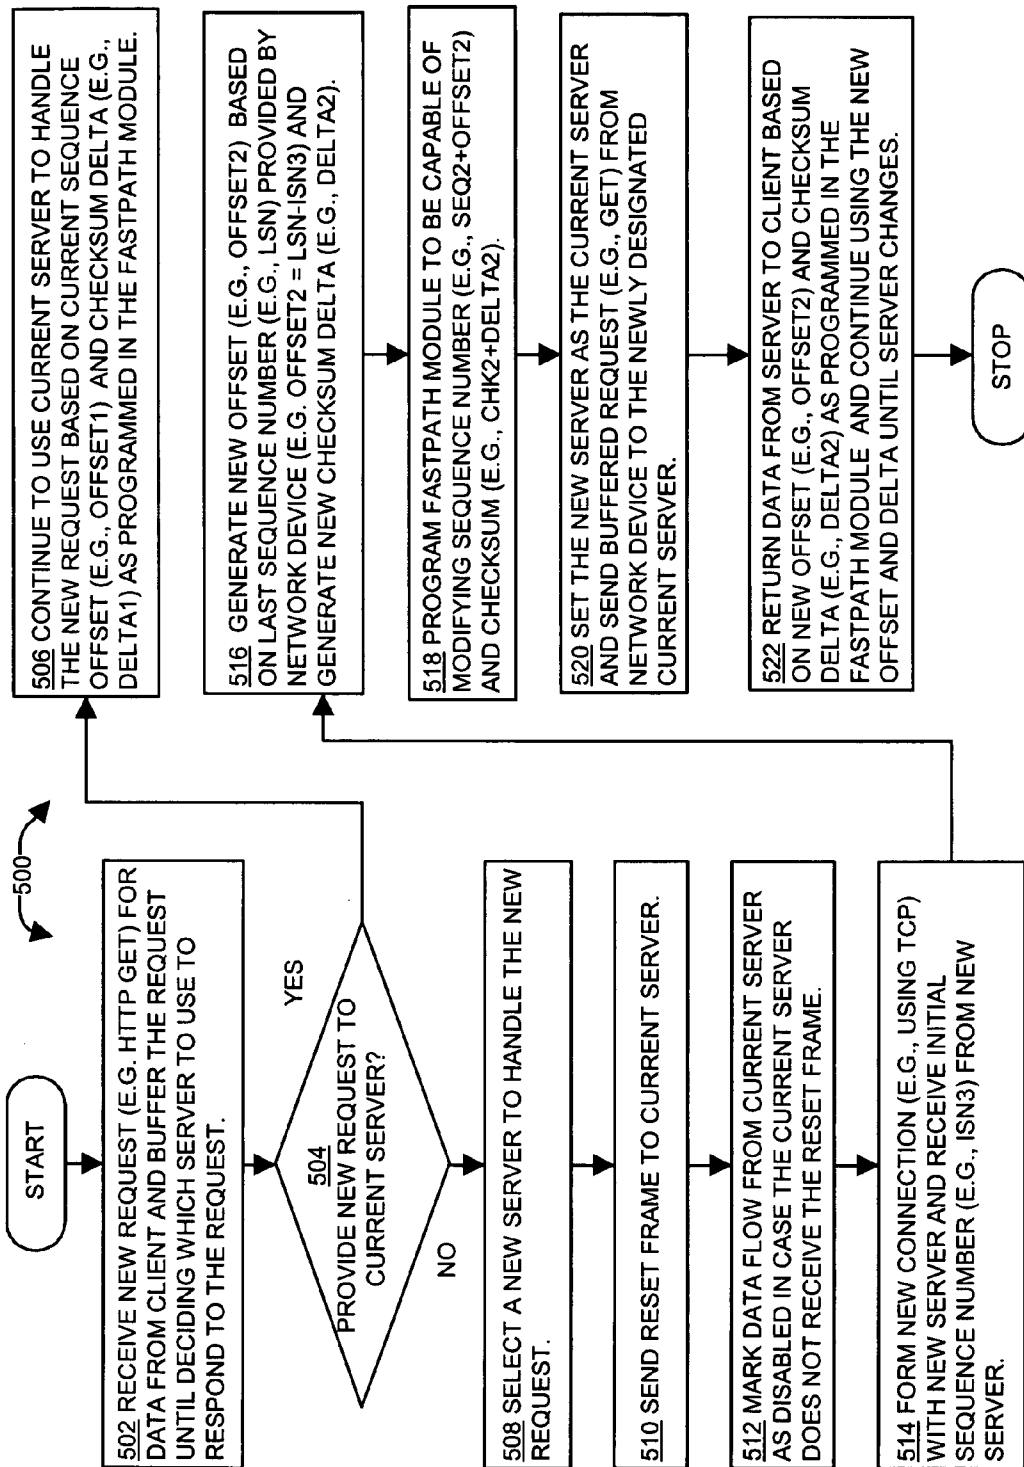 500
START
502 RECEIVE NEW REQUEST (E.G. HTTP GET) FOR
DATA FROM CLIENT AND BUFFER THE REQUEST
UNTIL DECIDING WHICH SERVER TO USE TO
RESPOND TO THE REQUEST.
504
PROVIDE NEW REQUEST TO
CURRENT SERVER?
YES
NO
506 CONTINUE TO USE CURRENT SERVER TO HANDLE
THE NEW REQUEST BASED ON CURRENT SEQUENCE
OFFSET (E.G., OFFSET1) AND CHECKSUM DELTA (E.G.,
DELTA1) AS PROGRAMMED IN THE FASTPATH MODULE.
508 SELECT A NEW SERVER TO HANDLE THE NEW
REQUEST.
510 SEND RESET FRAME TO CURRENT SERVER.
512 MARK DATA FLOW FROM CURRENT SERVER
AS DISABLED IN CASE THE CURRENT SERVER
DOES NOT RECEIVE THE RESET FRAME.
514 FORM NEW CONNECTION (E.G., USING TCP)
WITH NEW SERVER AND RECEIVE INITIAL
SEQUENCE NUMBER (E.G., ISN3) FROM NEW
SERVER.
516 GENERATE NEW OFFSET (E.G., OFFSET2) BASED
ON LAST SEQUENCE NUMBER (E.G., LSN) PROVIDED BY
NETWORK DEVICE (E.G. OFFSET2 = LSN-ISN3) AND
GENERATE NEW CHECKSUM DELTA (E.G., DELTA2).
518 PROGRAM FASTPATH MODULE TO BE CAPABLE OF
MODIFYING SEQUENCE NUMBER (E.G., SEQ2+OFFSET2)
AND CHECKSUM (E.G., CHK2+DELTA2).
520 SET THE NEW SERVER AS THE CURRENT SERVER
AND SEND BUFFERED REQUEST (E.G., GET) FROM
NETWORK DEVICE TO THE NEWLY DESIGNATED
CURRENT SERVER.
522 RETURN DATA FROM SERVER TO CLIENT BASED
ON NEW OFFSET (E.G., OFFSET2) AND CHECKSUM
DELTA (E.G., DELTA2) AS PROGRAMMED IN THE
FASTPATH MODULE AND CONTINUE USING THE NEW
OFFSET AND DELTA UNTIL SERVER CHANGES.
STOP